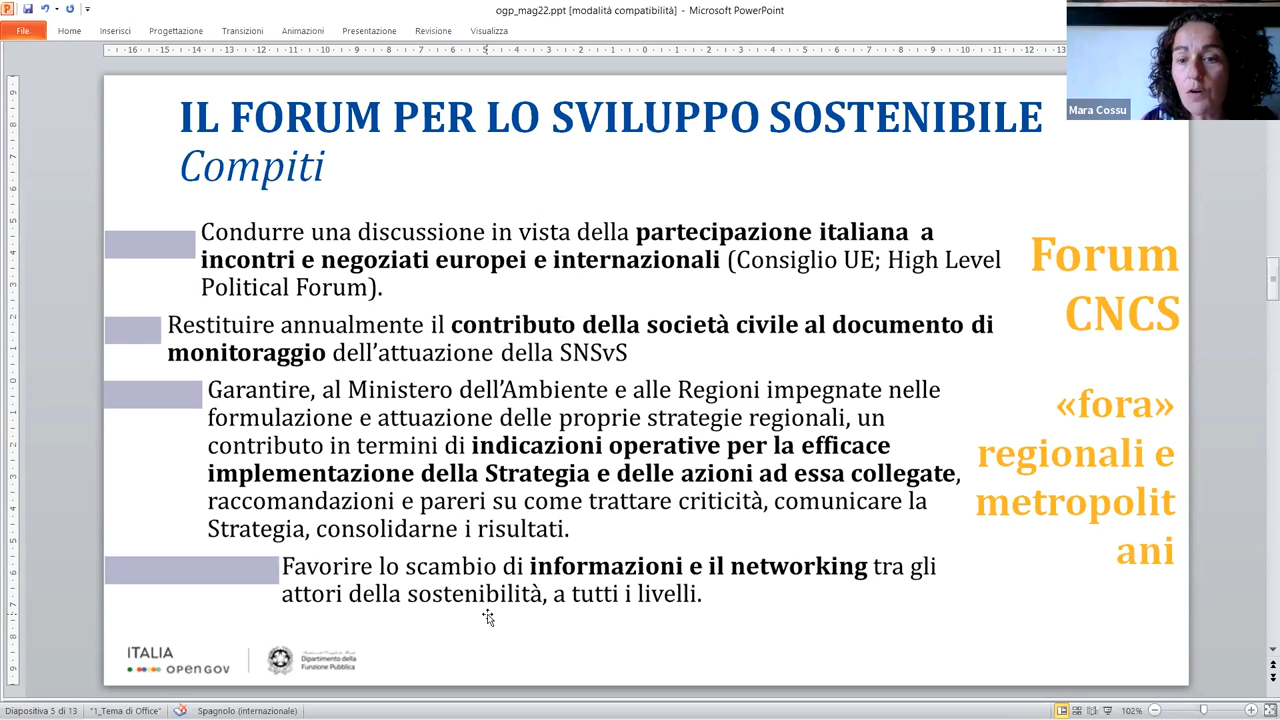 ogp_mag22.ppt [modalità compatibilità] - Microsoft PowerPoint
File Home Inserisci Progettazione Transizioni Animazioni Presentazione Revisione Visualizza
Mara Cossu
IL FORUM PER LO SVILUPPO SOSTENIBILE
Compiti
Condurre una discussione in vista della partecipazione italiana a
incontri e negoziati europei e internazionali (Consiglio UE; High Level
Political Forum).
Restituire annualmente il contributo della società civile al documento di
monitoraggio dell'attuazione della SNSvS
Garantire, al Ministero dell'Ambiente e alle Regioni impegnate nelle
formulazione e attuazione delle proprie strategie regionali, un
contributo in termini di indicazioni operative per la efficace
implementazione della Strategia e delle azioni ad essa collegate,
raccomandazioni e pareri su come trattare criticità, comunicare la
Strategia, consolidarne i risultati.
Favorire lo scambio di informazioni e il networking tra gli
attori della sostenibilità, a tutti i livelli.
Forum
CNCS
«fora»
regionali e
metropolit
ani
ITALIA
OPENGOV
Dipartimento della
Funzione Pubblica
Diapositiva 5 di 13 "1_Tema di Office" Spagnolo (internazionale) 102%